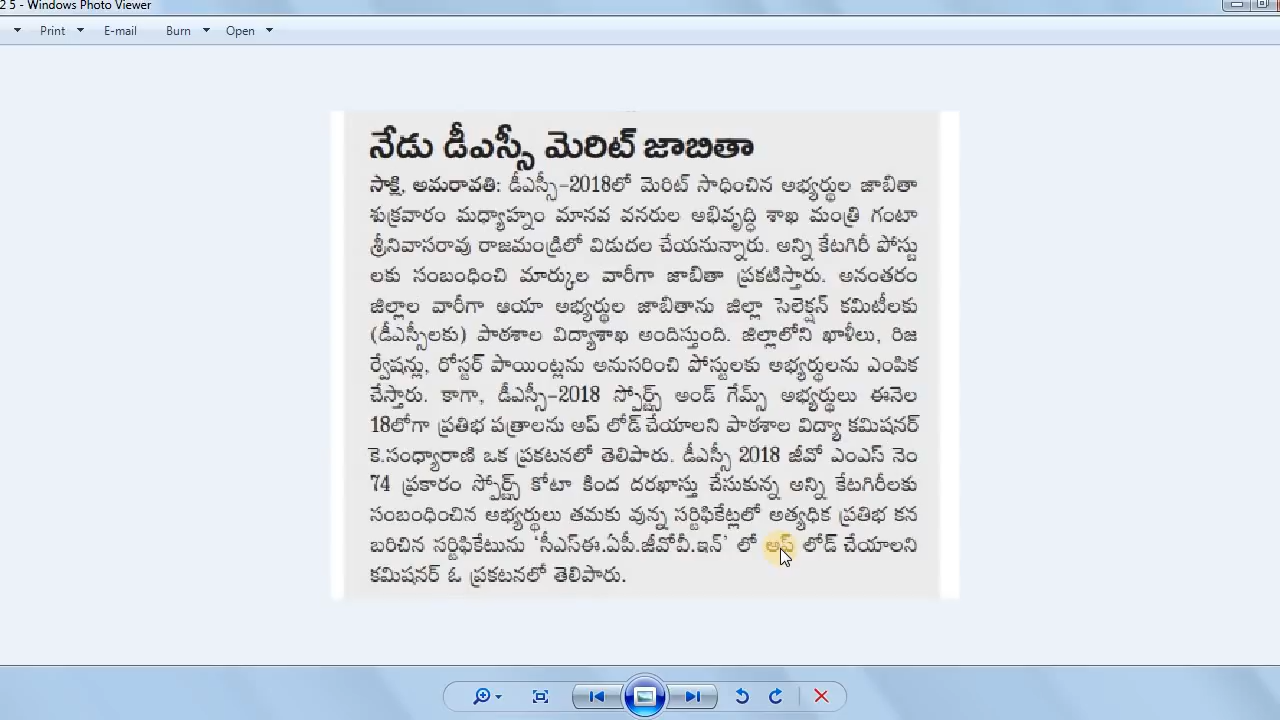 2 5 - Windows Photo Viewer
Print E-mail Burn Open
నేడు డీఎస్సీ మెరిట్ జాబితా
సాక్షి, అమరావతి: డీఎస్సీ–2018లో మెరిట్ సాధించిన అభ్యర్థుల జాబితా
శుక్రవారం మధ్యాహ్నం మానవ వనరుల అభివృద్ధి శాఖ మంత్రి గంటా
శ్రీనివాసరావు రాజమండ్రిలో విడుదల చేయనున్నారు. అన్ని కేటగిరీ పోస్టు
లకు సంబంధించి మార్కుల వారీగా జాబితా ప్రకటిస్తారు. అనంతరం
జిల్లాల వారీగా ఆయా అభ్యర్థుల జాబితాను జిల్లా సెలెక్షన్ కమిటీలకు
(డీఎస్సీలకు) పాఠశాల విద్యాశాఖ అందిస్తుంది. జిల్లాలోని ఖాళీలు, రిజ
ర్వేషన్లు, రోస్టర్ పాయింట్లను అనుసరించి పోస్టులకు అభ్యర్థులను ఎంపిక
చేస్తారు. కాగా, డీఎస్సీ–2018 స్పోర్ట్స్ అండ్ గేమ్స్ అభ్యర్థులు ఈనెల
18లోగా ప్రతిభ పత్రాలను అప్ లోడ్ చేయాలని పాఠశాల విద్యా కమిషనర్
కె.సంధ్యారాణి ఒక ప్రకటనలో తెలిపారు. డీఎస్సీ 2018 జీవో ఎంఎస్ నెం
74 ప్రకారం స్పోర్ట్స్ కోటా కింద దరఖాస్తు చేసుకున్న అన్ని కేటగిరీలకు
సంబంధించిన అభ్యర్థులు తమకు వున్న సర్టిఫికేట్లలో అత్యధిక ప్రతిభ కన
బరిచిన సర్టిఫికేటును ‘సీఎస్ఈ.ఏపీ.జీవోవీ.ఇన్’ లో అప్ లోడ్ చేయాలని
కమిషనర్ ఓ ప్రకటనలో తెలిపారు.